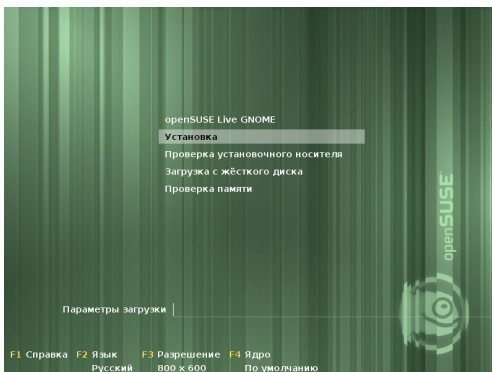 openSUSE Live GNOME
Установка
Проверка установочного носителя
Загрузка с жёсткого диска
Проверка памяти
openSUSE
Параметры загрузки
F1 Справка F2 Язык F3 Разрешение F4 Ядро
Русский 800 x 600 По умолчанию